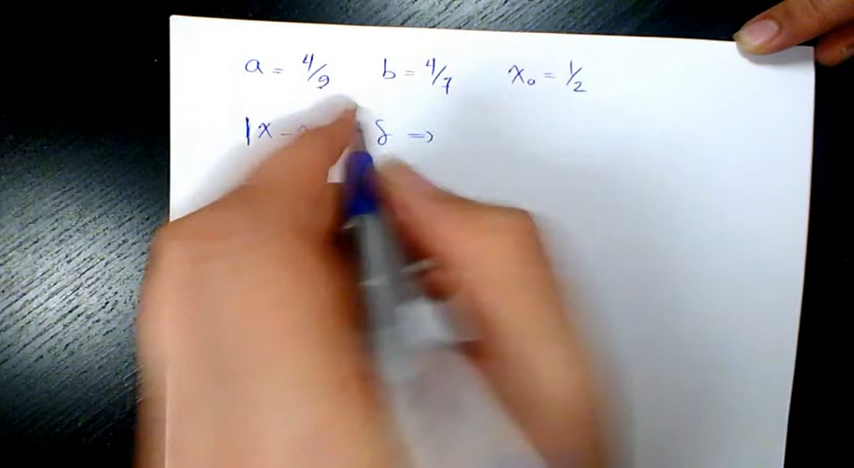 a = 4/9 b = 4/7 x₀ = 1/2
|x - δ ⇒